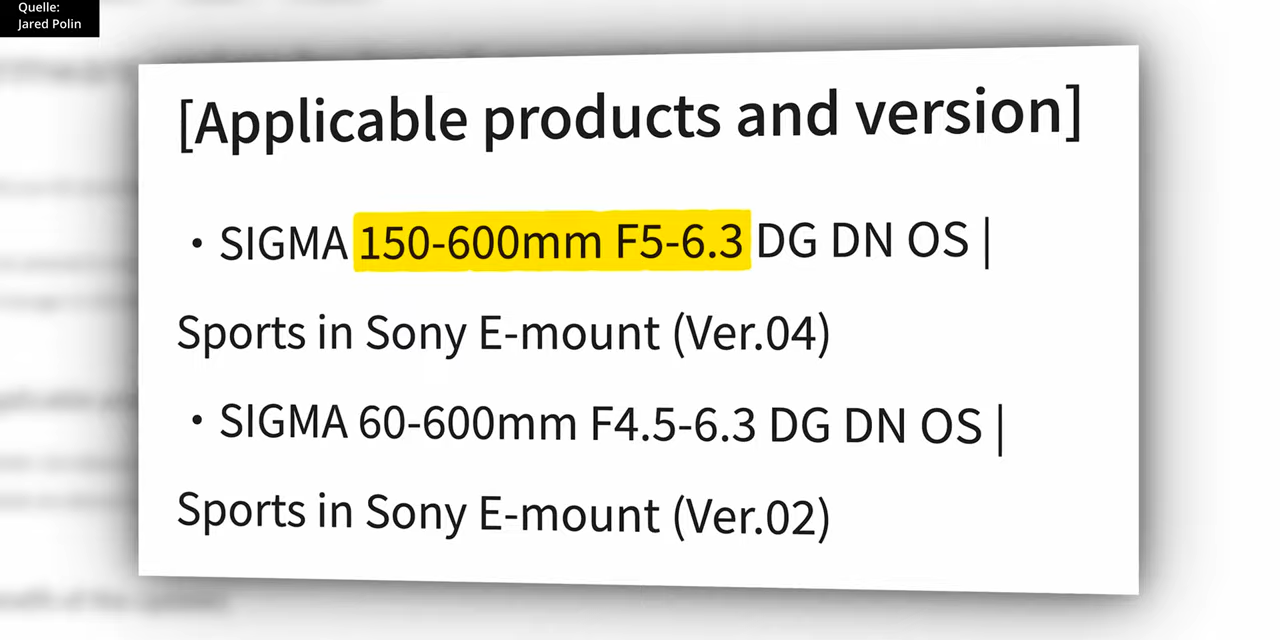 Quelle:
Jared Polin
[Applicable products and version]
・SIGMA 150-600mm F5-6.3 DG DN OS |
Sports in Sony E-mount (Ver.04)
・SIGMA 60-600mm F4.5-6.3 DG DN OS |
Sports in Sony E-mount (Ver.02)